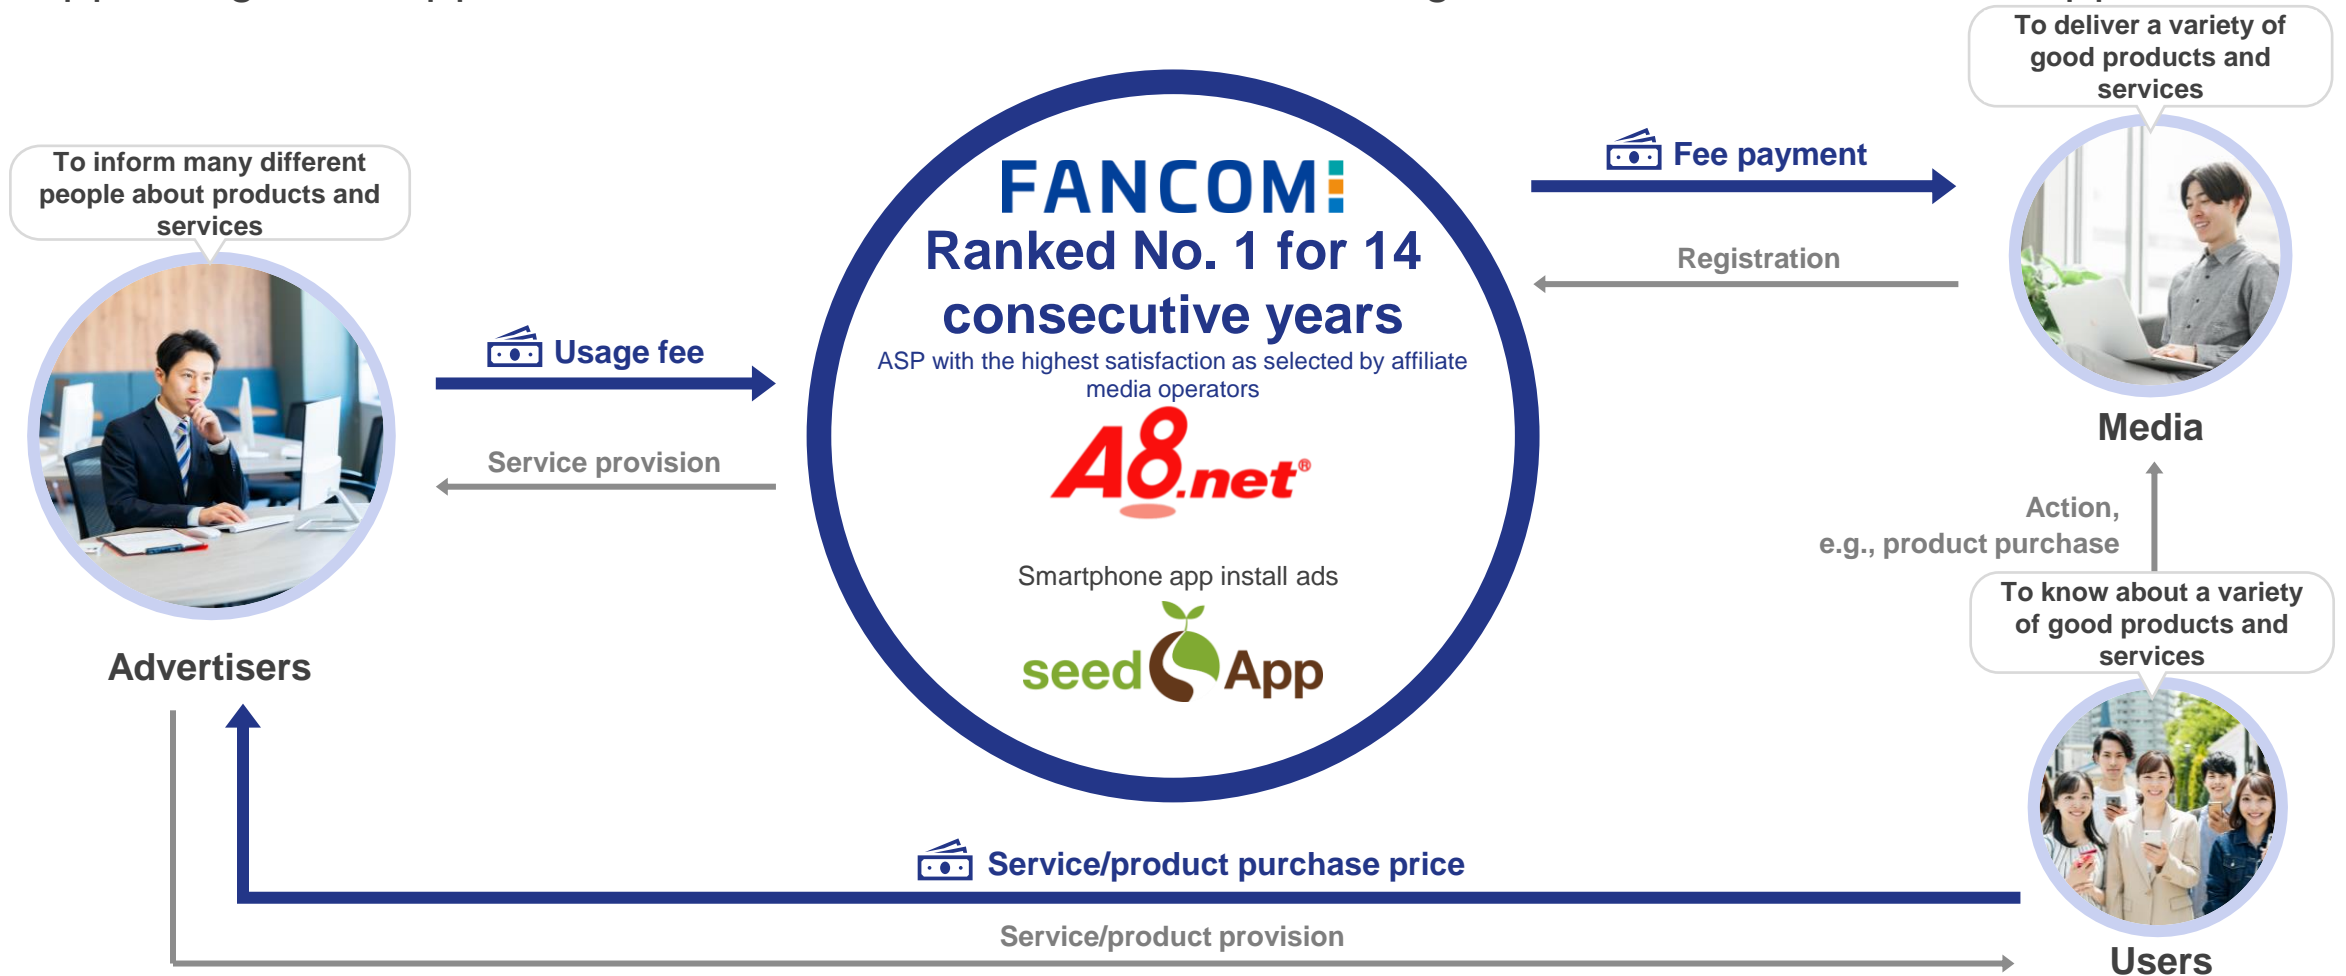 To deliver a variety of
good products and
services
To inform many different
people about products and
services
Fee payment
Registration
FANCOM
Ranked No. 1 for 14
consecutive years
ASP with the highest satisfaction as selected by affiliate
media operators
A8.net®
Smartphone app install ads
seed App
Usage fee
Service provision
Media
Action,
e.g., product purchase
To know about a variety
of good products and
services
Advertisers
Service/product purchase price
Service/product provision
Users